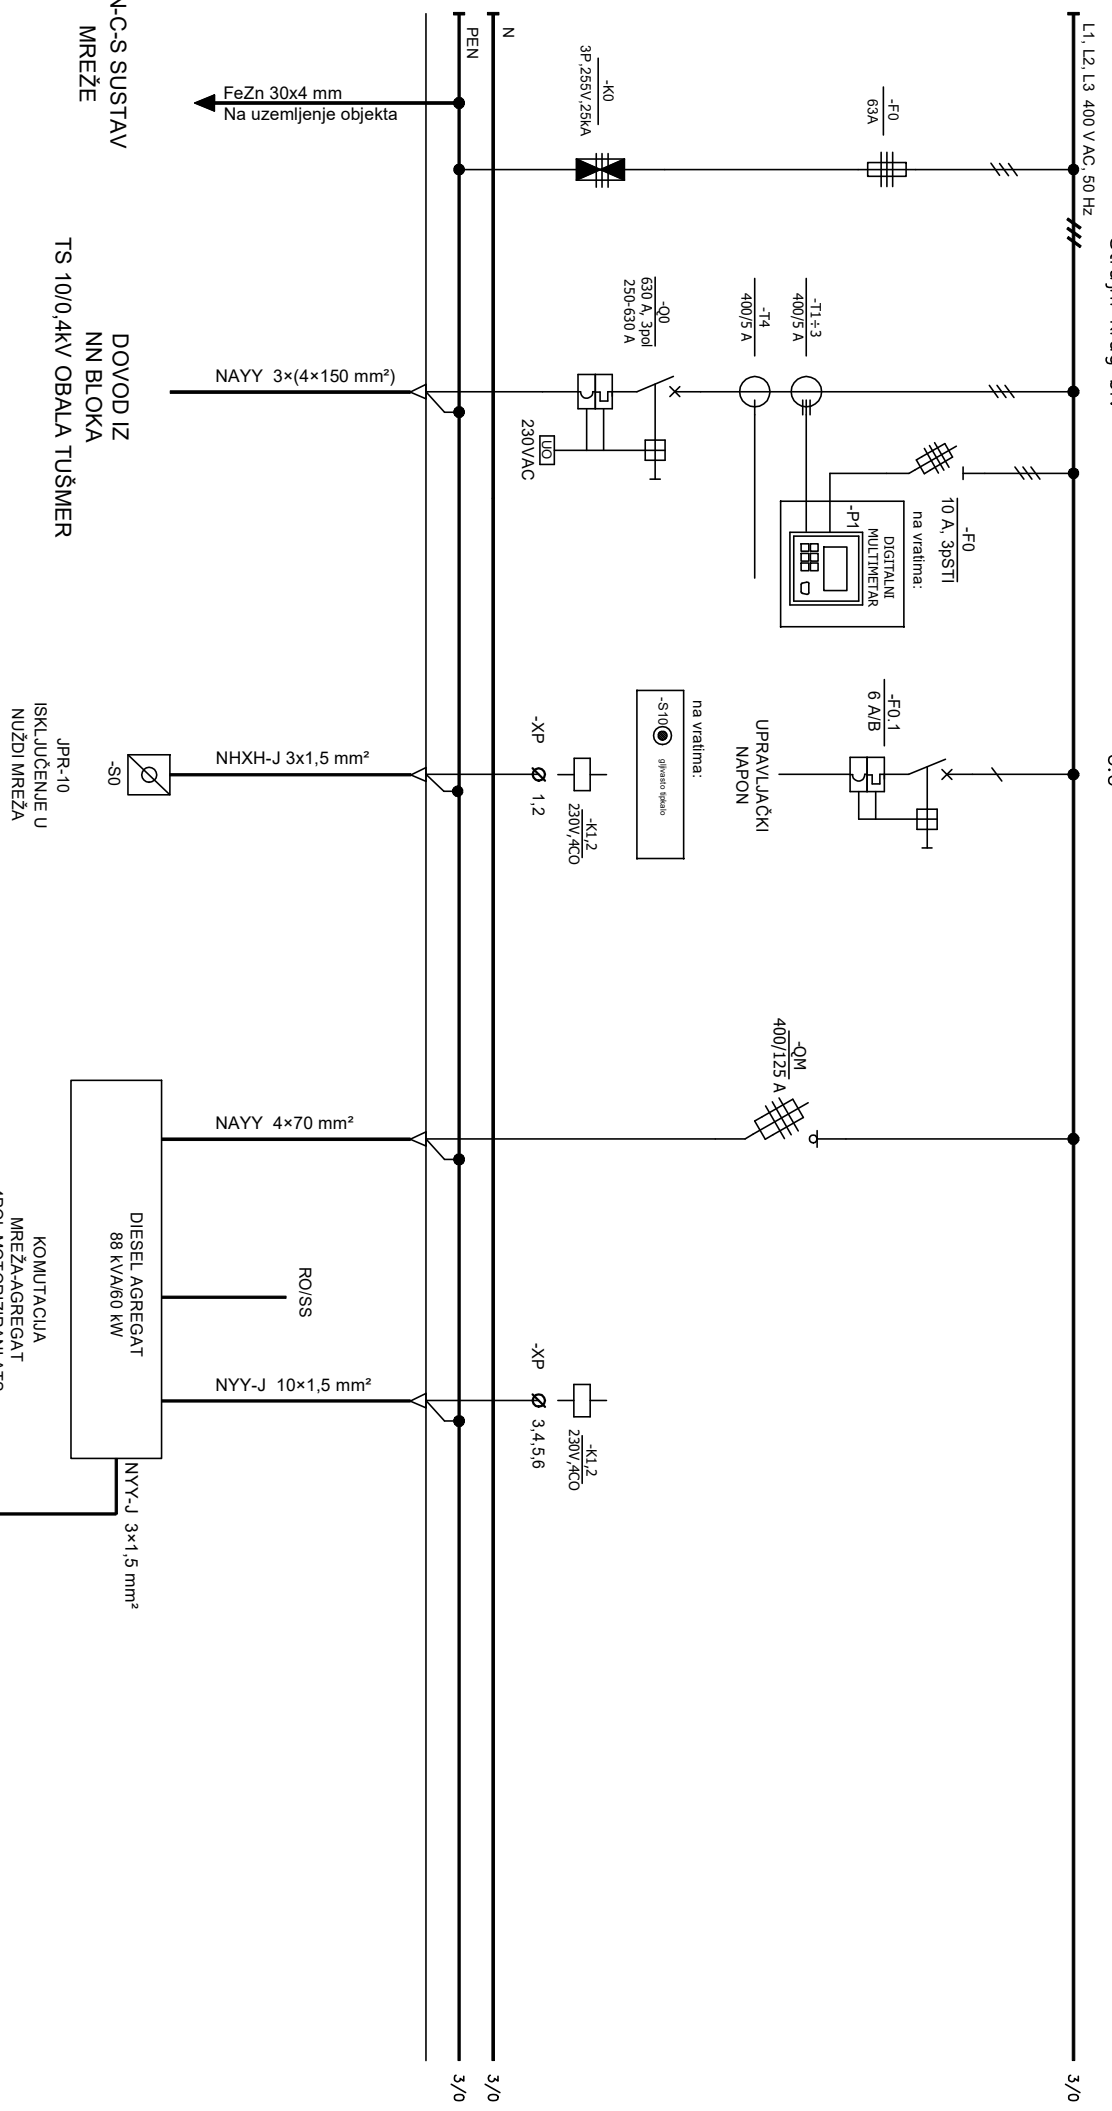 L1, L2, L3  400 V AC, 50 Hz
3/0
N
3/0
PEN
3/0
FeZn 30x4 mm
Na uzemljenje objekta
N-C-S SUSTAV
MREŽE
-F0
63A
-K0
3P,255V,25kA
-T1÷3
400/5 A
-T4
400/5 A
-Q0
630 A, 3pol
250-630 A
UO
230VAC
NAYY  3×(4×150 mm²)
DOVOD IZ
NN BLOKA
TS 10/0,4kV OBALA TUŠMER
-F0
10 A, 3pSTI
na vratima:
DIGITALNI
MULTIMETAR
-P1
-F0.1
6 A/B
UPRAVLJAČKI
NAPON
na vratima:
-S10
gljivasto tipkalo
-K1,2
230V,4CO
-XP
1,2
NHXH-J 3x1,5 mm²
-S0
JPR-10
ISKLJUČENJE U
NUŽDI MREŽA
-QM
400/125 A
NAYY  4×70 mm²
DIESEL AGREGAT
88 kVA/60 kW
RO/SS
-K1,2
230V,4CO
-XP
3,4,5,6
NYY-J  10×1,5 mm²
NYY-J  3×1,5 mm²
KOMUTACIJA
MREŽA-AGREGAT